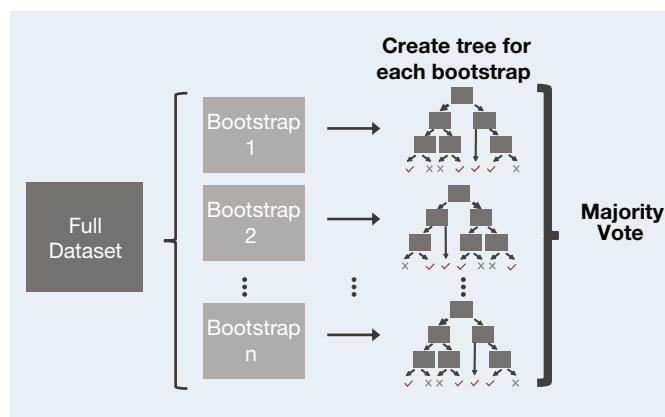 Create tree for
each bootstrap
Bootstrap
1
Full
Dataset
Bootstrap
2
Majority
Vote
Bootstrap
n